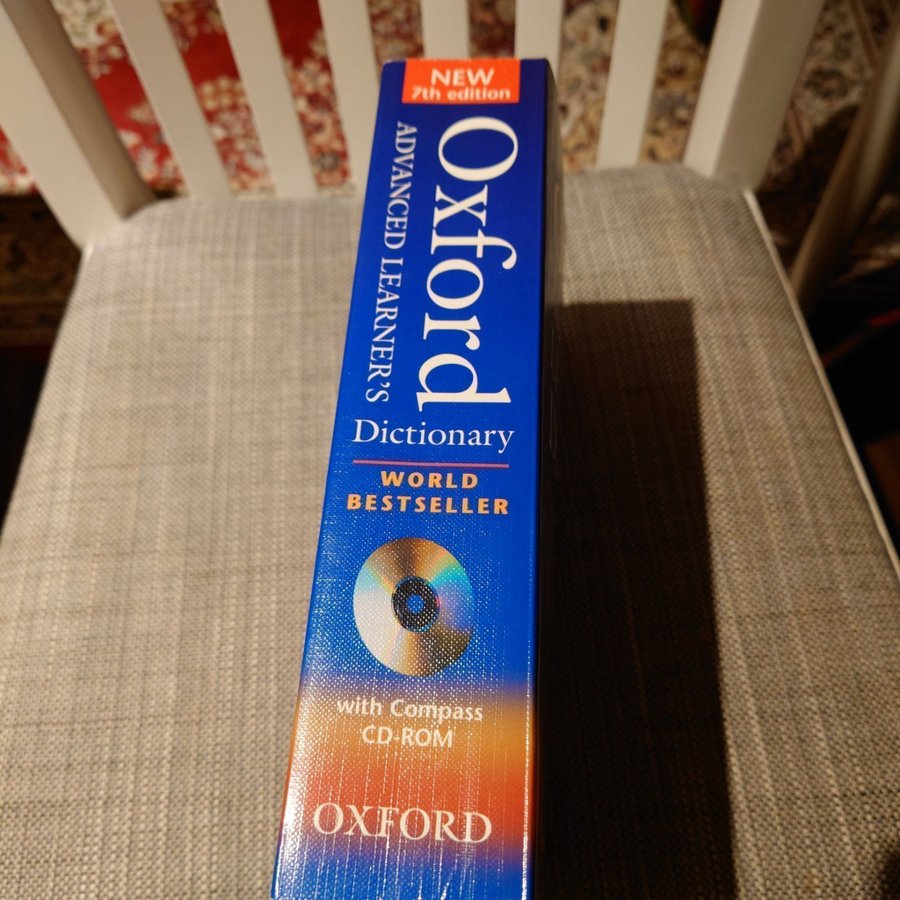 NEW
7th edition
Oxford
ADVANCED LEARNER'S
Dictionary
WORLD
BESTSELLER
with Compass
CD-ROM
OXFORD